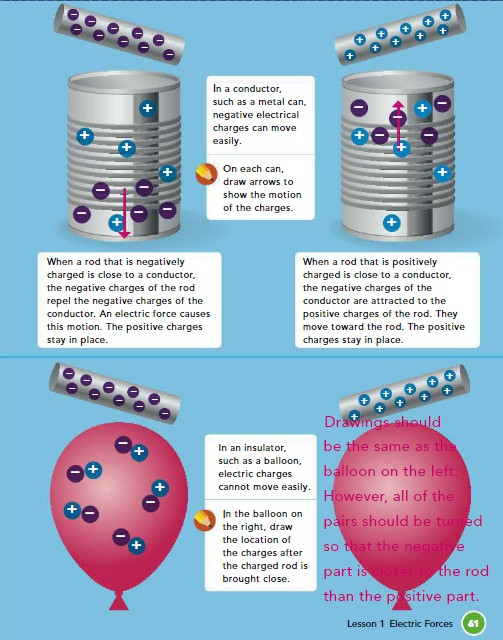 In a conductor,
such as a metal can,
negative electrical
charges can move
easily.
On each can,
draw arrows to
show the motion
of the charges.
When a rod that is negatively
charged is close to a conductor,
the negative charges of the rod
repel the negative charges of the
conductor. An electric force causes
this motion. The positive charges
stay in place.
When a rod that is positively
charged is close to a conductor,
the negative charges of the
conductor are attracted to the
positive charges of the rod. They
move toward the rod. The positive
charges stay in place.
In an insulator,
such as a balloon,
electric charges
cannot move easily.
In the balloon on
the right, draw
the location of
the charges after
the charged rod is
brought close.
Drawings should
be the same as the
balloon on the left.
However, all of the
pairs should be turned
so that the negative
part is closer to the rod
than the positive part.
Lesson 1 Electric Forces 61